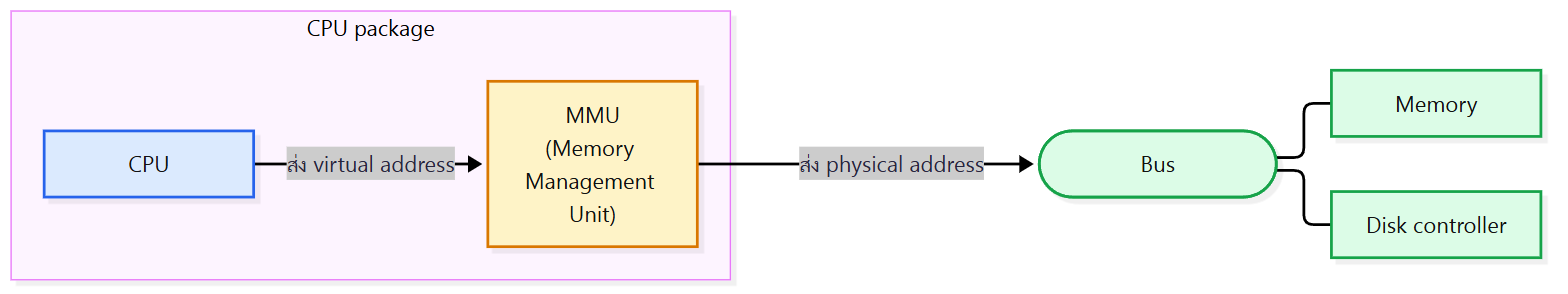 CPU package
CPU
ส่ง virtual address
MMU
(Memory
Management
Unit)
ส่ง physical address
Bus
Memory
Disk controller